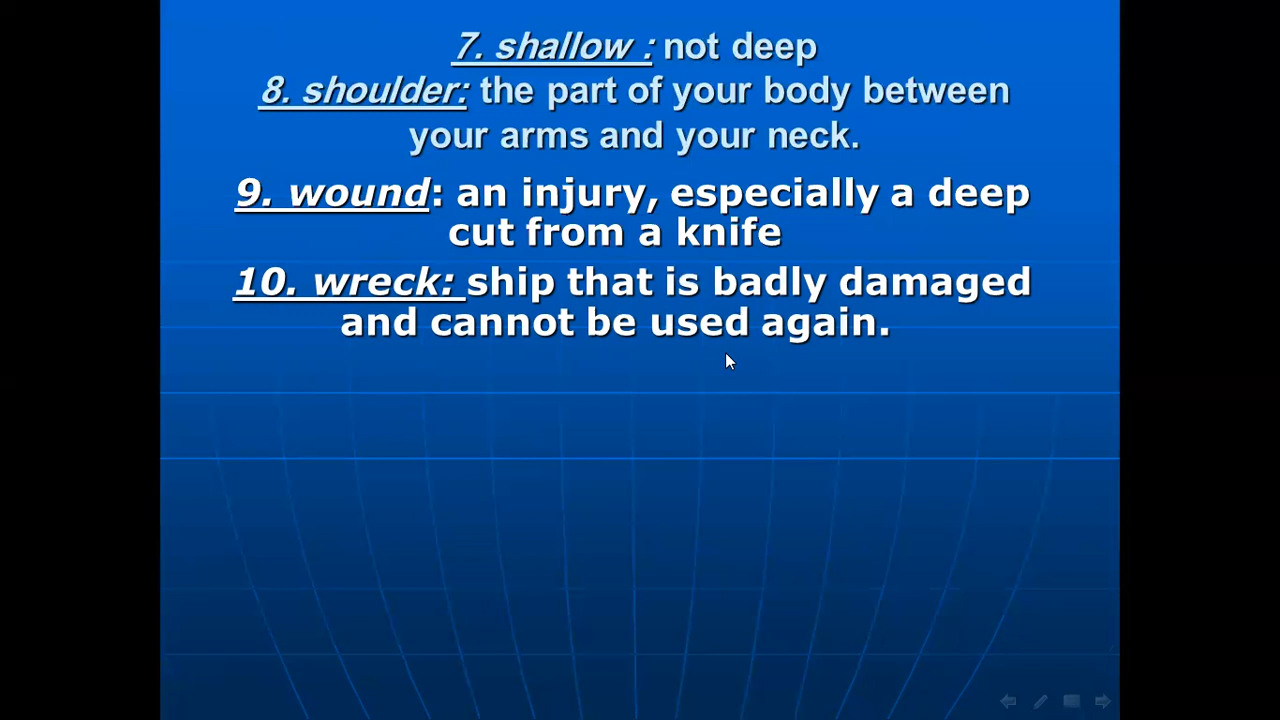 7. shallow : not deep
8. shoulder: the part of your body between
your arms and your neck.
9. wound: an injury, especially a deep
cut from a knife
10. wreck: ship that is badly damaged
and cannot be used again.